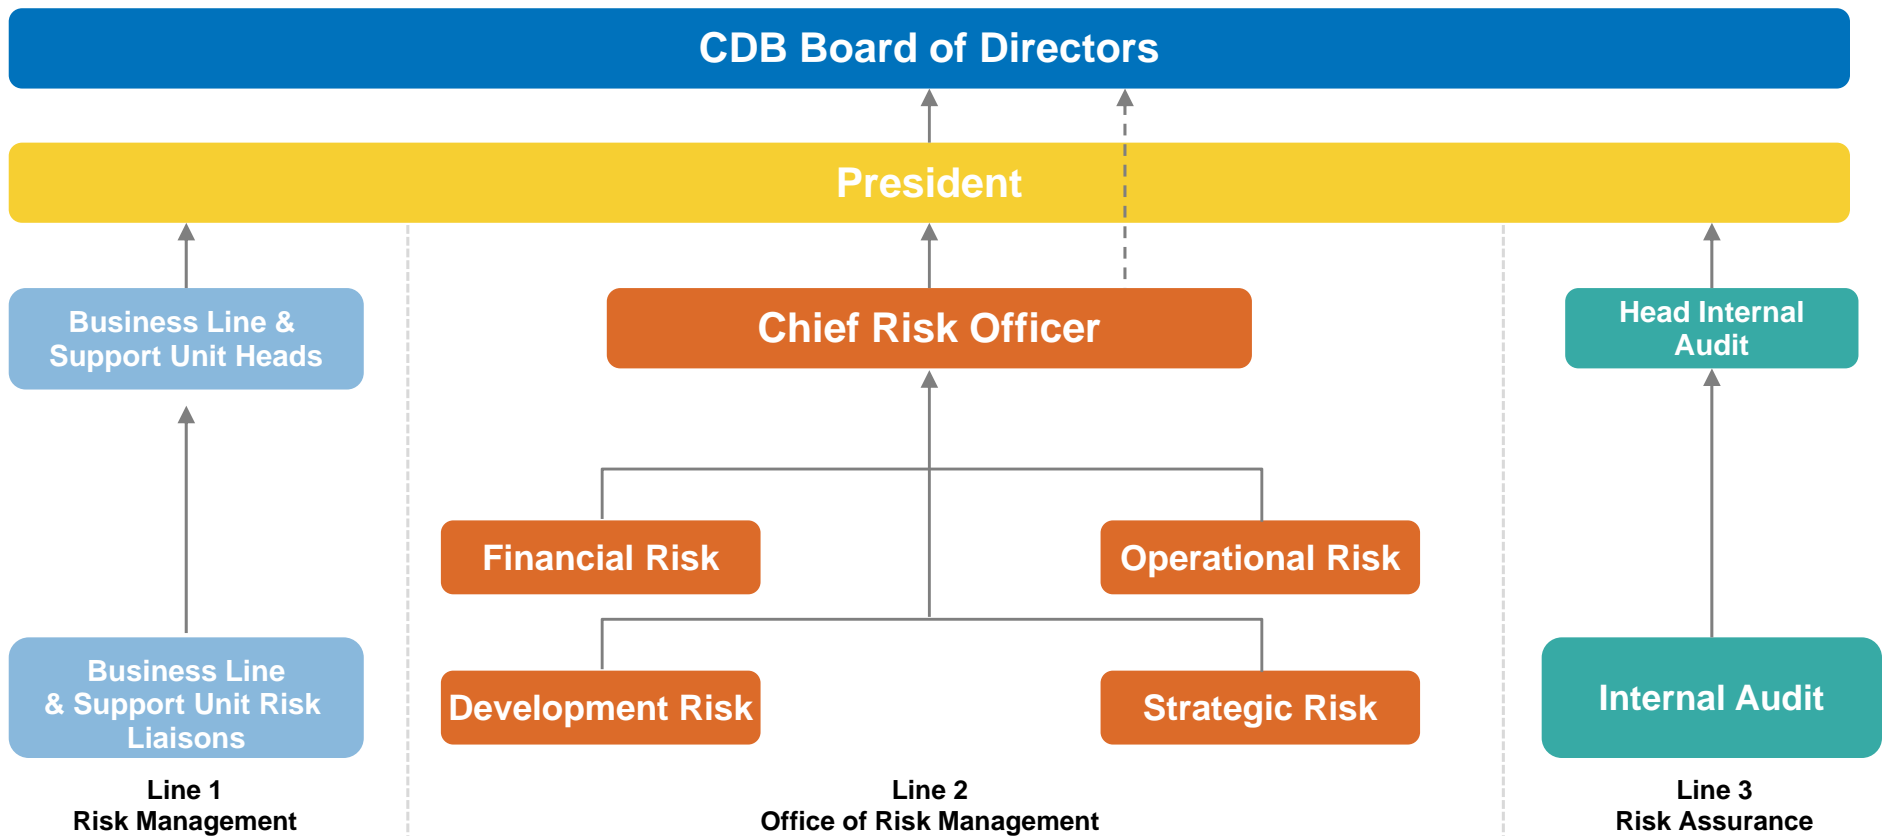 CDB Board of Directors
President
Business Line &
Support Unit Heads
Chief Risk Officer
Head Internal
Audit
Financial Risk
Operational Risk
Business Line
& Support Unit Risk
Liaisons
Development Risk
Strategic Risk
Internal Audit
Line 1
Risk Management
Line 2
Office of Risk Management
Line 3
Risk Assurance